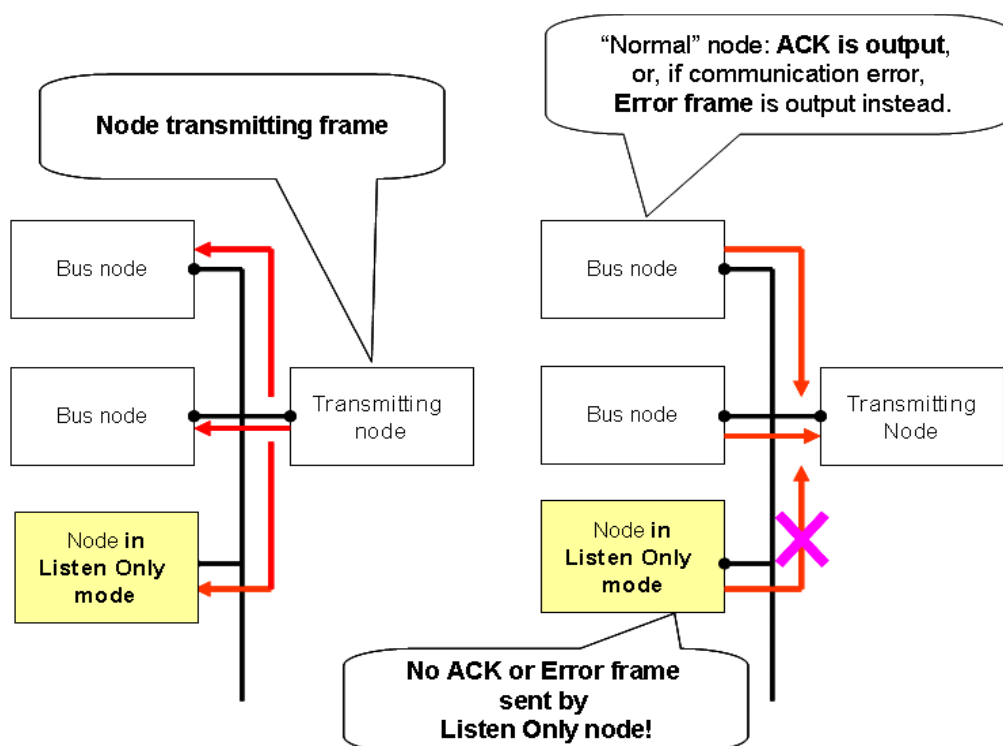 Node transmitting frame
Bus node
Bus node
Transmitting
node
Node in
Listen Only
mode
“Normal” node: ACK is output,
or, if communication error,
Error frame is output instead.
Bus node
Bus node
Transmitting
Node
Node in
Listen Only
mode
No ACK or Error frame
sent by
Listen Only node!